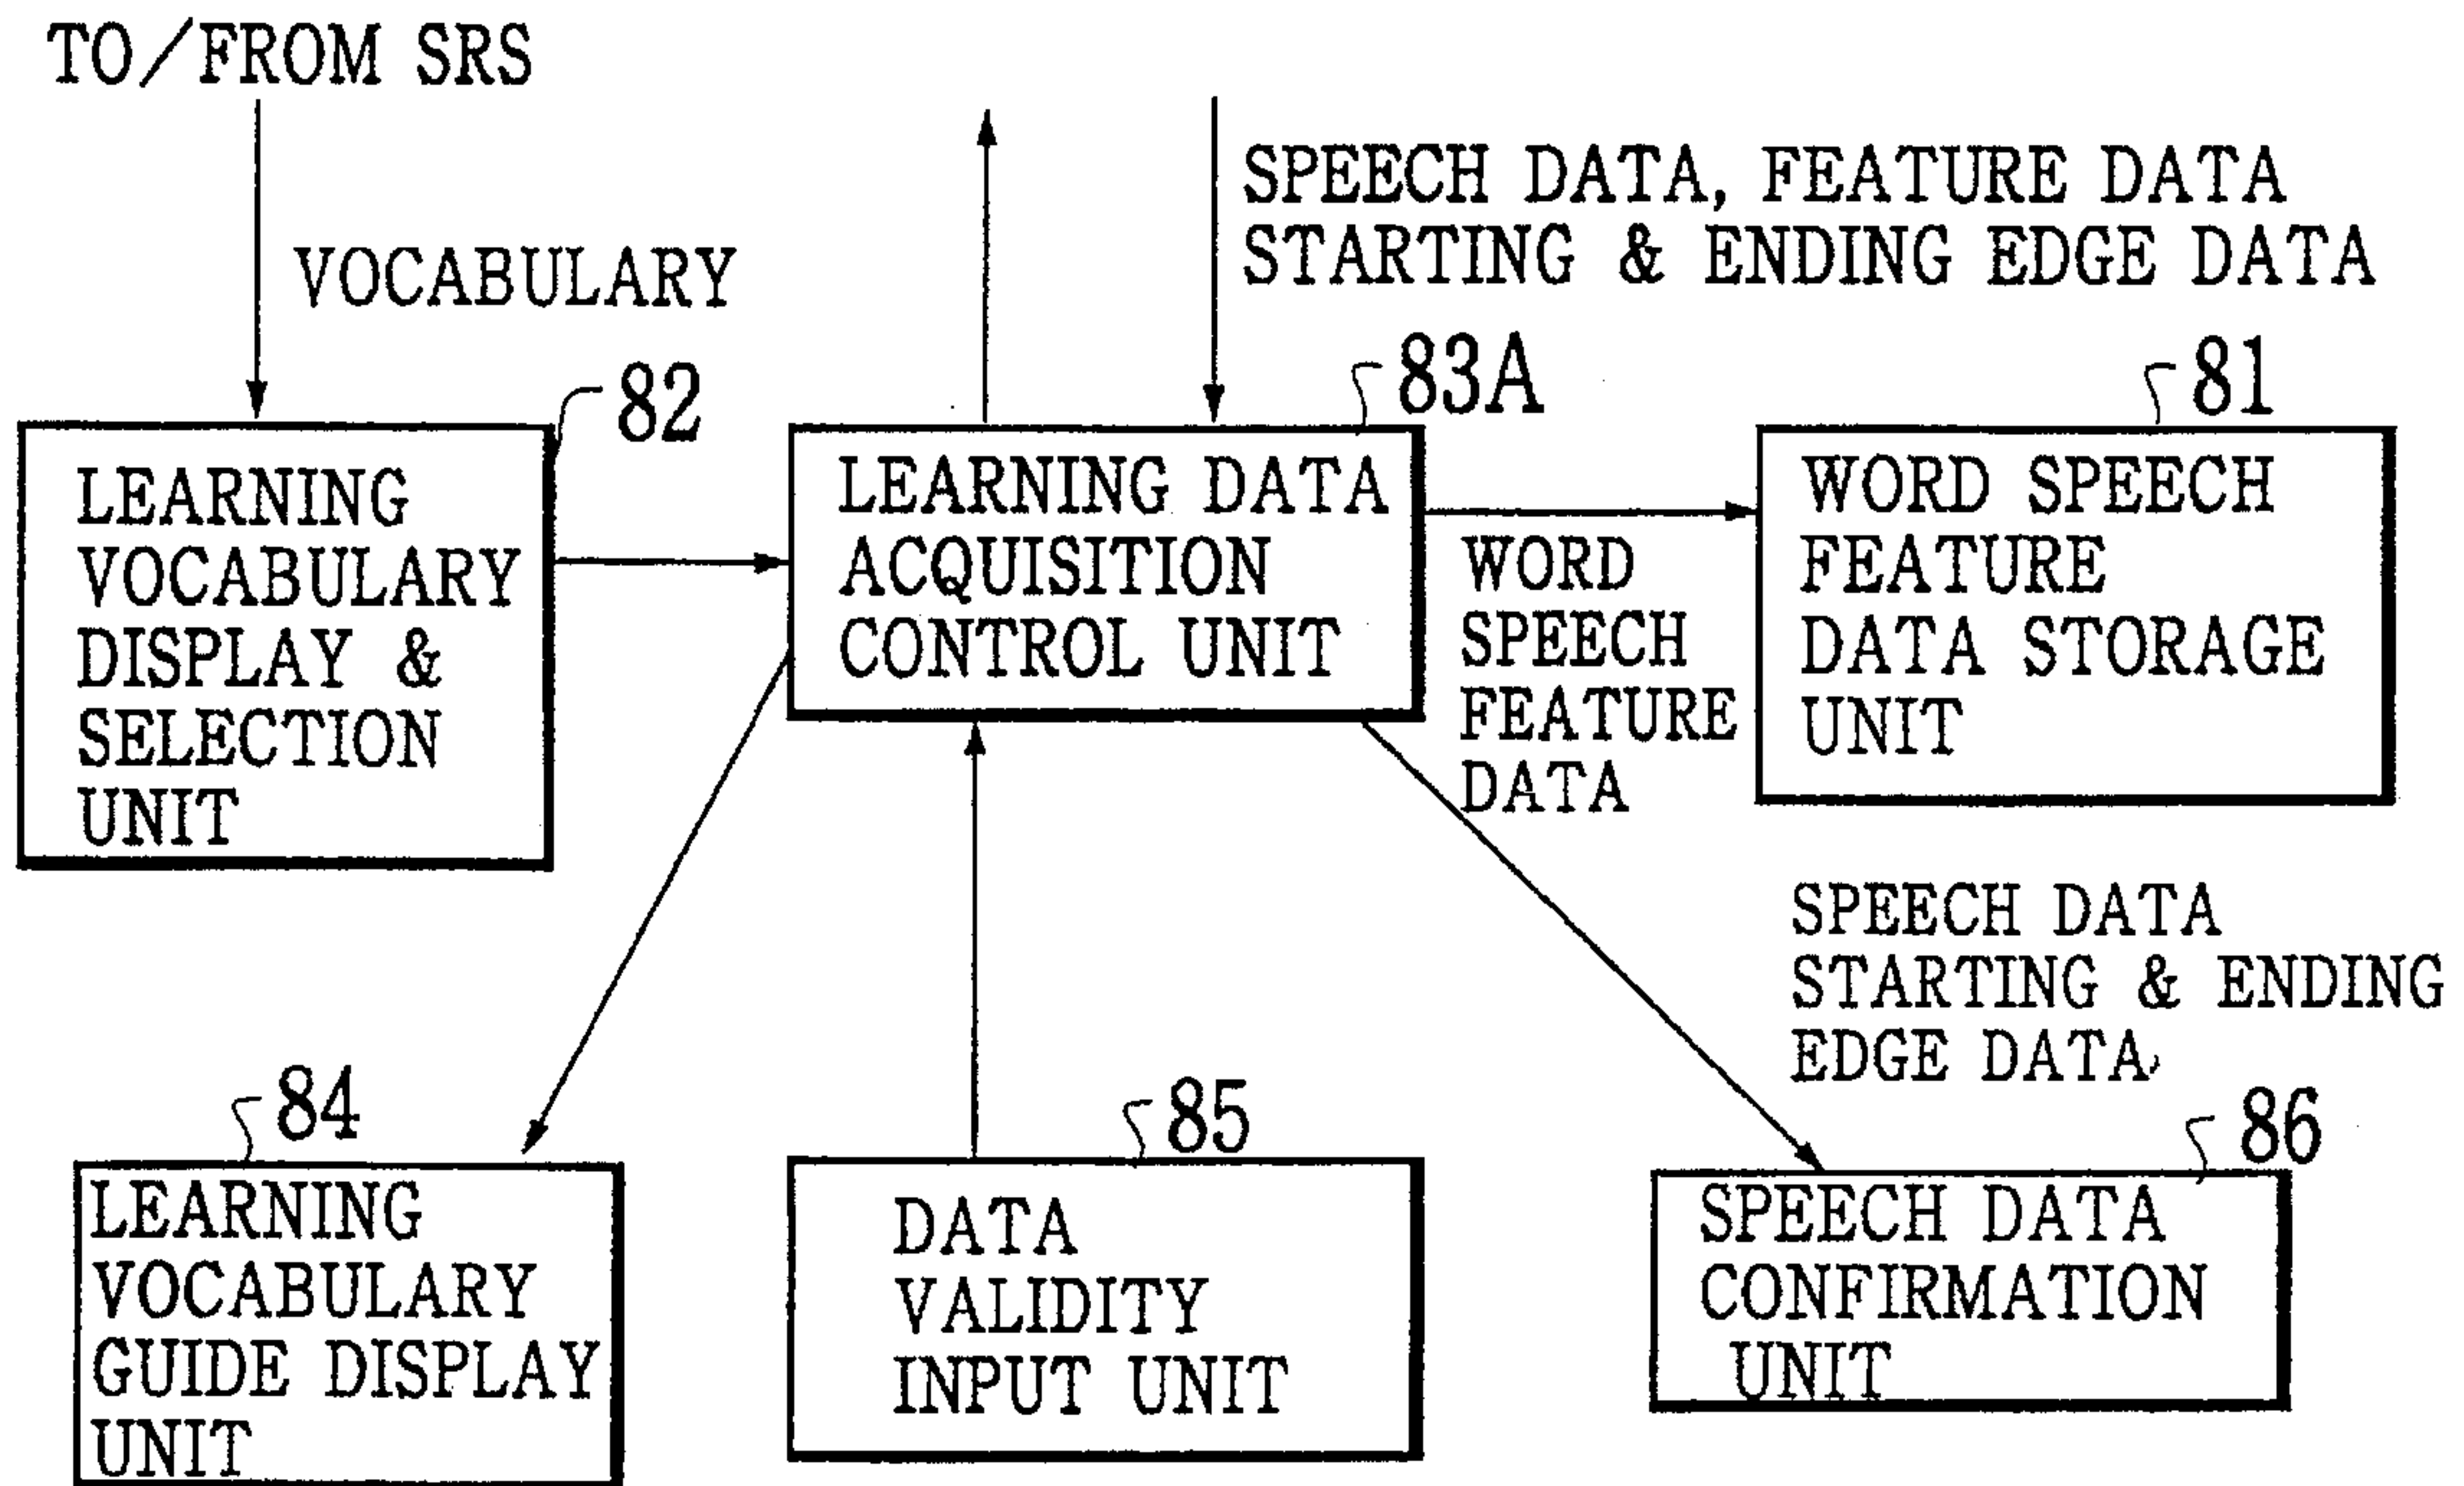 TO/FROM SRS
VOCABULARY
SPEECH DATA, FEATURE DATA
STARTING & ENDING EDGE DATA
82
83A
81
LEARNING
VOCABULARY
DISPLAY &
SELECTION
UNIT
LEARNING DATA
ACQUISITION
CONTROL UNIT
WORD
SPEECH
FEATURE
DATA
WORD SPEECH
FEATURE
DATA STORAGE
UNIT
SPEECH DATA
STARTING & ENDING
EDGE DATA
84
85
86
LEARNING
VOCABULARY
GUIDE DISPLAY
UNIT
DATA
VALIDITY
INPUT UNIT
SPEECH DATA
CONFIRMATION
UNIT